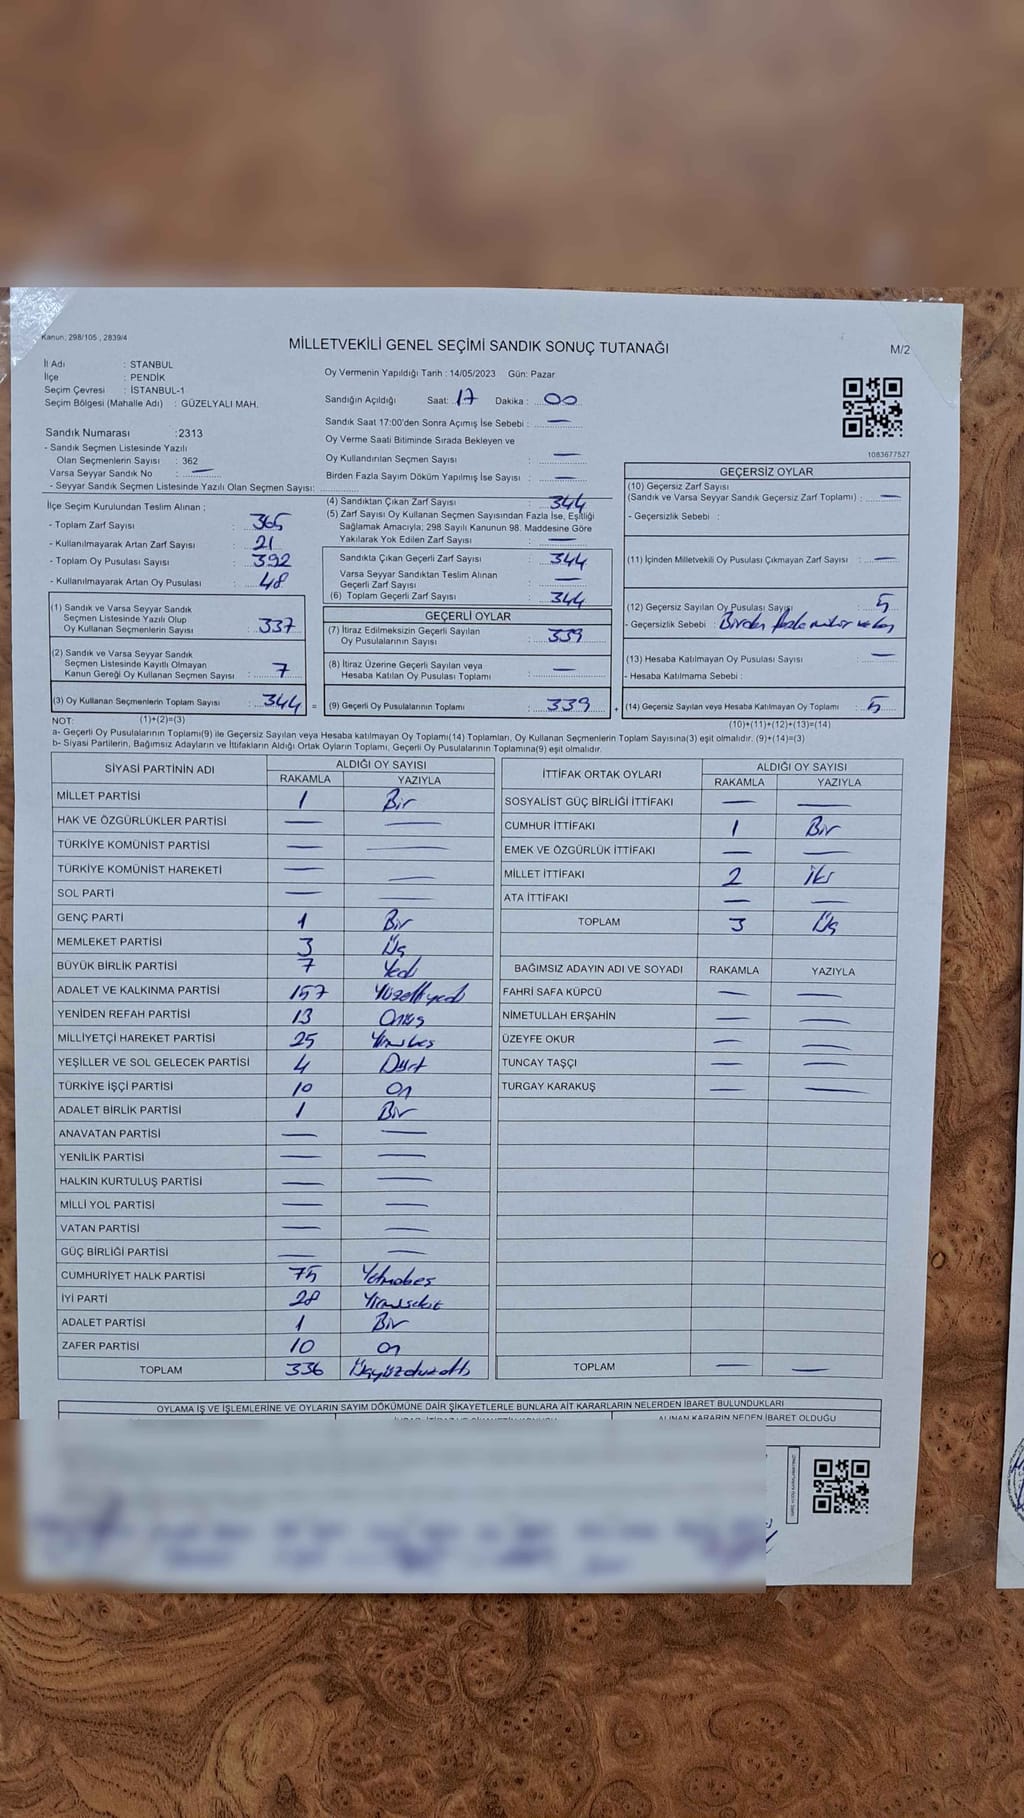 Kanun; 298/105 , 2839/4
MİLLETVEKİLİ GENEL SEÇİMİ SANDIK SONUÇ TUTANAĞI
M/2
İl Adı : STANBUL
İlçe : PENDİK
Seçim Çevresi : İSTANBUL-1
Seçim Bölgesi (Mahalle Adı) : GÜZELYALI MAH.
Sandık Numarası :2313
- Sandık Seçmen Listesinde Yazılı
Olan Seçmenlerin Sayısı : 362
Varsa Seyyar Sandık No : —
- Seyyar Sandık Seçmen Listesinde Yazılı Olan Seçmen Sayısı:
İlçe Seçim Kurulundan Teslim Alınan ;
- Toplam Zarf Sayısı : 365
- Kullanılmayarak Artan Zarf Sayısı : 21
- Toplam Oy Pusulası Sayısı : 392
- Kullanılmayarak Artan Oy Pusulası : 48
(1) Sandık ve Varsa Seyyar Sandık
Seçmen Listesinde Yazılı Olup
Oy Kullanan Seçmenlerin Sayısı : 337
(2) Sandık ve Varsa Seyyar Sandık
Seçmen Listesinde Kayıtlı Olmayan
Kanun Gereği Oy Kullanan Seçmen Sayısı : 7
(3) Oy Kullanan Seçmenlerin Toplam Sayısı : 344 =
Oy Vermenin Yapıldığı Tarih : 14/05/2023 Gün: Pazar
Sandığın Açıldığı Saat: 17 Dakika : 00
Sandık Saat 17:00'den Sonra Açımış İse Sebebi : —
Oy Verme Saati Bitiminde Sırada Bekleyen ve
Oy Kullandırılan Seçmen Sayısı : —
Birden Fazla Sayım Döküm Yapılmış İse Sayısı : —
(4) Sandıktan Çıkan Zarf Sayısı : 344
(5) Zarf Sayısı Oy Kullanan Seçmen Sayısından Fazla İse, Eşitliği
Sağlamak Amacıyla; 298 Sayılı Kanunun 98. Maddesine Göre
Yakılarak Yok Edilen Zarf Sayısı : —
Sandıkta Çıkan Geçerli Zarf Sayısı : 344
Varsa Seyyar Sandıktan Teslim Alınan
Geçerli Zarf Sayısı : —
(6) Toplam Geçerli Zarf Sayısı : 344
GEÇERLİ OYLAR
(7) İtiraz Edilmeksizin Geçerli Sayılan
Oy Pusulalarının Sayısı : 339
(8) İtiraz Üzerine Geçerli Sayılan veya
Hesaba Katılan Oy Pusulası Toplamı : —
(9) Geçerli Oy Pusulalarının Toplamı : 339 +
1083677527
GEÇERSİZ OYLAR
(10) Geçersiz Zarf Sayısı
(Sandık ve Varsa Seyyar Sandık Geçersiz Zarf Toplamı) : —
- Geçersizlik Sebebi :
(11) İçinden Milletvekili Oy Pusulası Çıkmayan Zarf Sayısı : —
(12) Geçersiz Sayılan Oy Pusulası Sayısı : 5
- Geçersizlik Sebebi : Birden fazla mühür
(13) Hesaba Katılmayan Oy Pusulası Sayısı : —
- Hesaba Katılmama Sebebi :
(14) Geçersiz Sayılan veya Hesaba Katılmayan Oy Toplamı : 5
NOT: (1)+(2)=(3)
(10)+(11)+(12)+(13)=(14)
a- Geçerli Oy Pusulalarının Toplamı(9) ile Geçersiz Sayılan veya Hesaba katılmayan Oy Toplamı(14) Toplamları, Oy Kullanan Seçmenlerin Toplam Sayısına(3) eşit olmalıdır. (9)+(14)=(3)
b- Siyasi Partilerin, Bağımsız Adayların ve İttifakların Aldığı Ortak Oyların Toplamı, Geçerli Oy Pusulalarının Toplamına(9) eşit olmalıdır.
SİYASİ PARTİNİN ADI ALDIĞI OY SAYISI
RAKAMLA YAZIYLA
MİLLET PARTİSİ 1 Bir
HAK VE ÖZGÜRLÜKLER PARTİSİ — —
TÜRKİYE KOMÜNİST PARTİSİ — —
TÜRKİYE KOMÜNİST HAREKETİ — —
SOL PARTİ — —
GENÇ PARTİ 1 Bir
MEMLEKET PARTİSİ 3 Üç
BÜYÜK BİRLİK PARTİSİ 7 Yedi
ADALET VE KALKINMA PARTİSİ 157 Yüzelliyedi
YENİDEN REFAH PARTİSİ 13 Onüç
MİLLİYETÇİ HAREKET PARTİSİ 25 Yirmibeş
YEŞİLLER VE SOL GELECEK PARTİSİ 4 Dört
TÜRKİYE İŞÇİ PARTİSİ 10 On
ADALET BİRLİK PARTİSİ 1 Bir
ANAVATAN PARTİSİ — —
YENİLİK PARTİSİ — —
HALKIN KURTULUŞ PARTİSİ — —
MİLLİ YOL PARTİSİ — —
VATAN PARTİSİ — —
GÜÇ BİRLİĞİ PARTİSİ — —
CUMHURİYET HALK PARTİSİ 75 Yetmişbeş
İYİ PARTİ 28 Yirmisekiz
ADALET PARTİSİ 1 Bir
ZAFER PARTİSİ 10 on
TOPLAM 336 Üçyüzotuzaltı
İTTİFAK ORTAK OYLARI ALDIĞI OY SAYISI
RAKAMLA YAZIYLA
SOSYALİST GÜÇ BİRLİĞİ İTTİFAKI — —
CUMHUR İTTİFAKI 1 Bir
EMEK VE ÖZGÜRLÜK İTTİFAKI — —
MİLLET İTTİFAKI 2 İki
ATA İTTİFAKI — —
TOPLAM 3 Üç
BAĞIMSIZ ADAYIN ADI VE SOYADI RAKAMLA YAZIYLA
FAHRİ SAFA KÜPCÜ — —
NİMETULLAH ERŞAHİN — —
ÜZEYFE OKUR — —
TUNCAY TAŞÇI — —
TURGAY KARAKUŞ — —
TOPLAM — —
OYLAMA İŞ VE İŞLEMLERİNE VE OYLARIN SAYIM DÖKÜMÜNE DAİR ŞİKAYETLERLE BUNLARA AİT KARARLARIN NELERDEN İBARET BULUNDUKLARI
ALINAN KARARIN NEDEN İBARET OLDUĞU